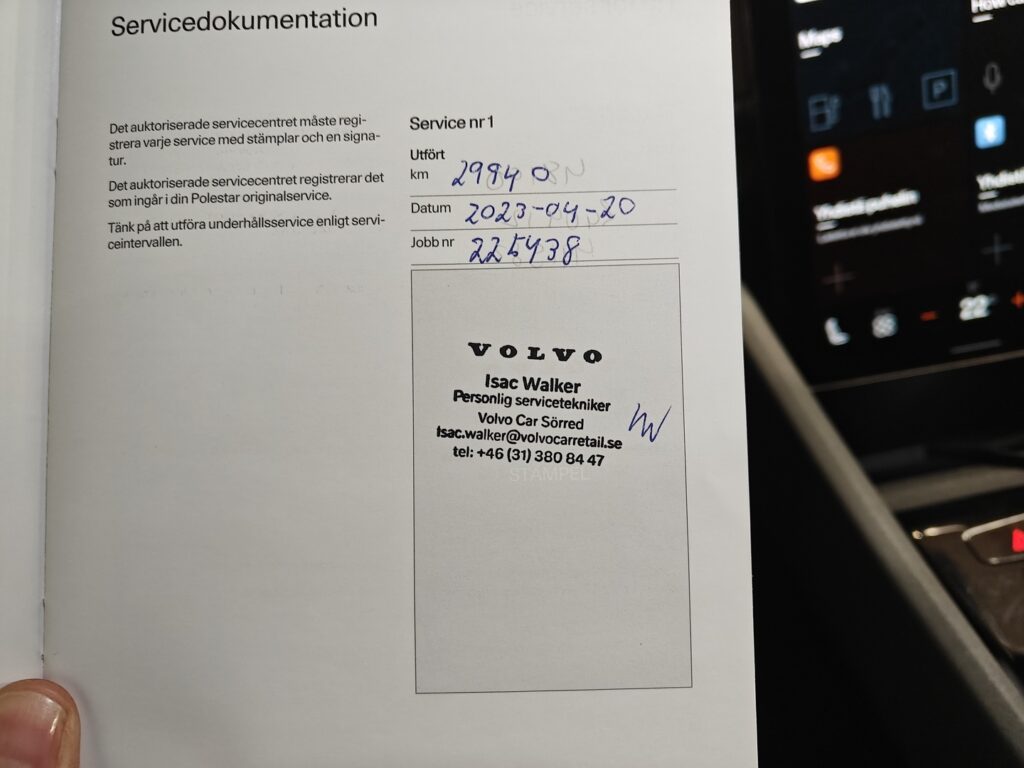 Servicedokumentation
Det auktoriserade servicecentret måste regi-
strera varje service med stämplar och en signa-
tur.
Det auktoriserade servicecentret registrerar det
som ingår i din Polestar originalservice.
Tänk på att utföra underhållsservice enligt servi-
ceintervallen.
Service nr 1
Utfört
km 29940
Datum 2023-04-20
Jobb nr 225438
VOLVO
Isac Walker
Personlig servicetekniker
Volvo Car Sörred
Isac.walker@volvocarretail.se
tel: +46 (31) 380 84 47
STÄMPEL
Maps
P
Yhdistä puhelin
22